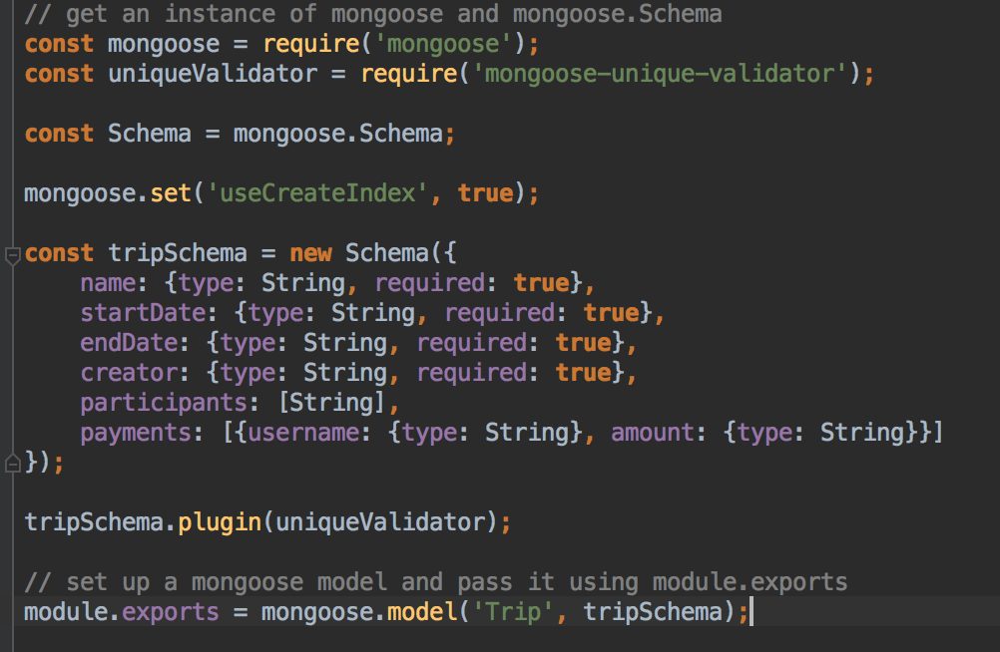 // get an instance of mongoose and mongoose.Schema
const mongoose = require('mongoose');
const uniqueValidator = require('mongoose-unique-validator');
const Schema = mongoose.Schema;
mongoose.set('useCreateIndex', true);
const tripSchema = new Schema({
    name: {type: String, required: true},
    startDate: {type: String, required: true},
    endDate: {type: String, required: true},
    creator: {type: String, required: true},
    participants: [String],
    payments: [{username: {type: String}, amount: {type: String}}]
});
tripSchema.plugin(uniqueValidator);
// set up a mongoose model and pass it using module.exports
module.exports = mongoose.model('Trip', tripSchema);